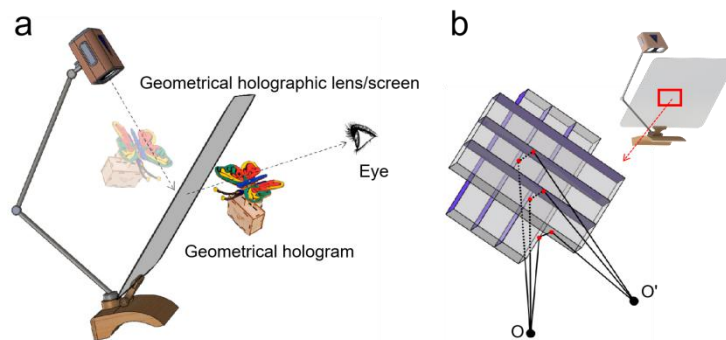 a
Geometrical holographic lens/screen
Eye
Geometrical hologram
b
O
O'